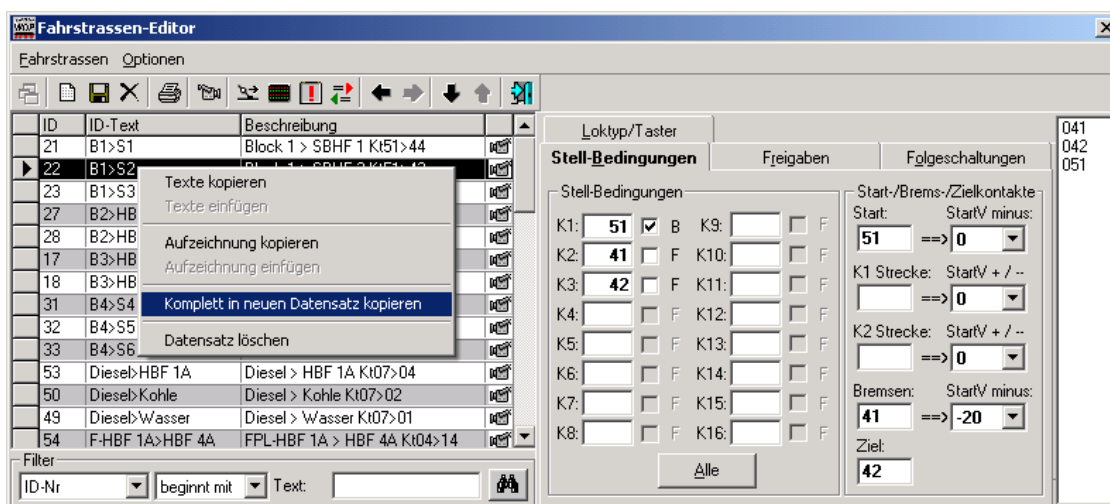 Fahrstrassen-Editor
Fahrstrassen Optionen
ID ID-Text Beschreibung
21 B1>S1 Block 1 > SBHF 1 Kt51>44
22 B1>S2
23 B1>S3
27 B2>HB
28 B2>HB
17 B3>HB
18 B3>HB
31 B4>S4
32 B4>S5
33 B4>S6
53 Diesel>HBF 1A Diesel > HBF 1A Kt07>04
50 Diesel>Kohle Diesel > Kohle Kt07>02
49 Diesel>Wasser Diesel > Wasser Kt07>01
54 F-HBF 1A>HBF 4A FPL-HBF 1A > HBF 4A Kt04>14
Texte kopieren
Texte einfügen
Aufzeichnung kopieren
Aufzeichnung einfügen
Komplett in neuen Datensatz kopieren
Datensatz löschen
Filter
ID-Nr beginnt mit Text:
Loktyp/Taster
Stell-Bedingungen Freigaben Folgeschaltungen
Stell-Bedingungen
K1: 51 B K9: F
K2: 41 F K10: F
K3: 42 F K11: F
K4: F K12: F
K5: F K13: F
K6: F K14: F
K7: F K15: F
K8: F K16: F
Alle
Start-/Brems-/Zielkontakte
Start: StartV minus:
51 ==> 0
K1 Strecke: StartV + / --
==> 0
K2 Strecke: StartV + / --
==> 0
Bremsen: StartV minus:
41 ==> -20
Ziel:
42
041
042
051